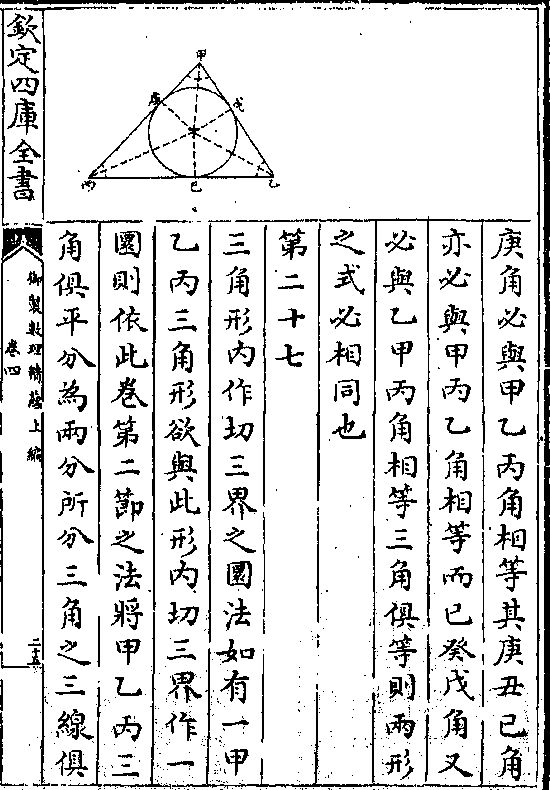 庚角必與甲乙丙角相等其庚丑己角
亦必與甲丙乙角相等而己癸戊角又
必與乙甲丙角相等三角俱等則兩形
之式必相同也
第二十七
三角形内作切三界之圜法如有一甲
乙丙三角形欲與此形内切三界作一
圜則依此卷第二節之法將甲乙丙三
角俱平分為兩分所分三角之三線俱
甲
庚
戊
丙
己
乙
欽定四庫全書
御製數理精蘊上編
卷四
二十五